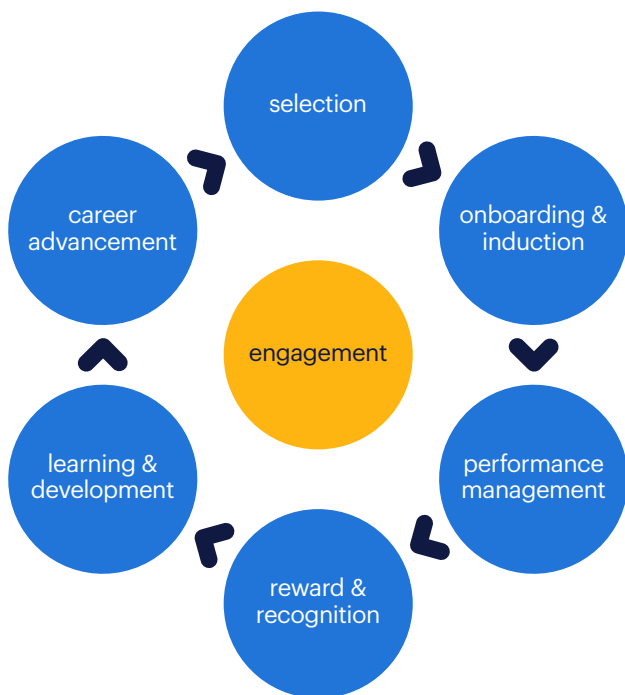 selection
onboarding &
induction
performance
management
reward &
recognition
learning &
development
career
advancement
engagement